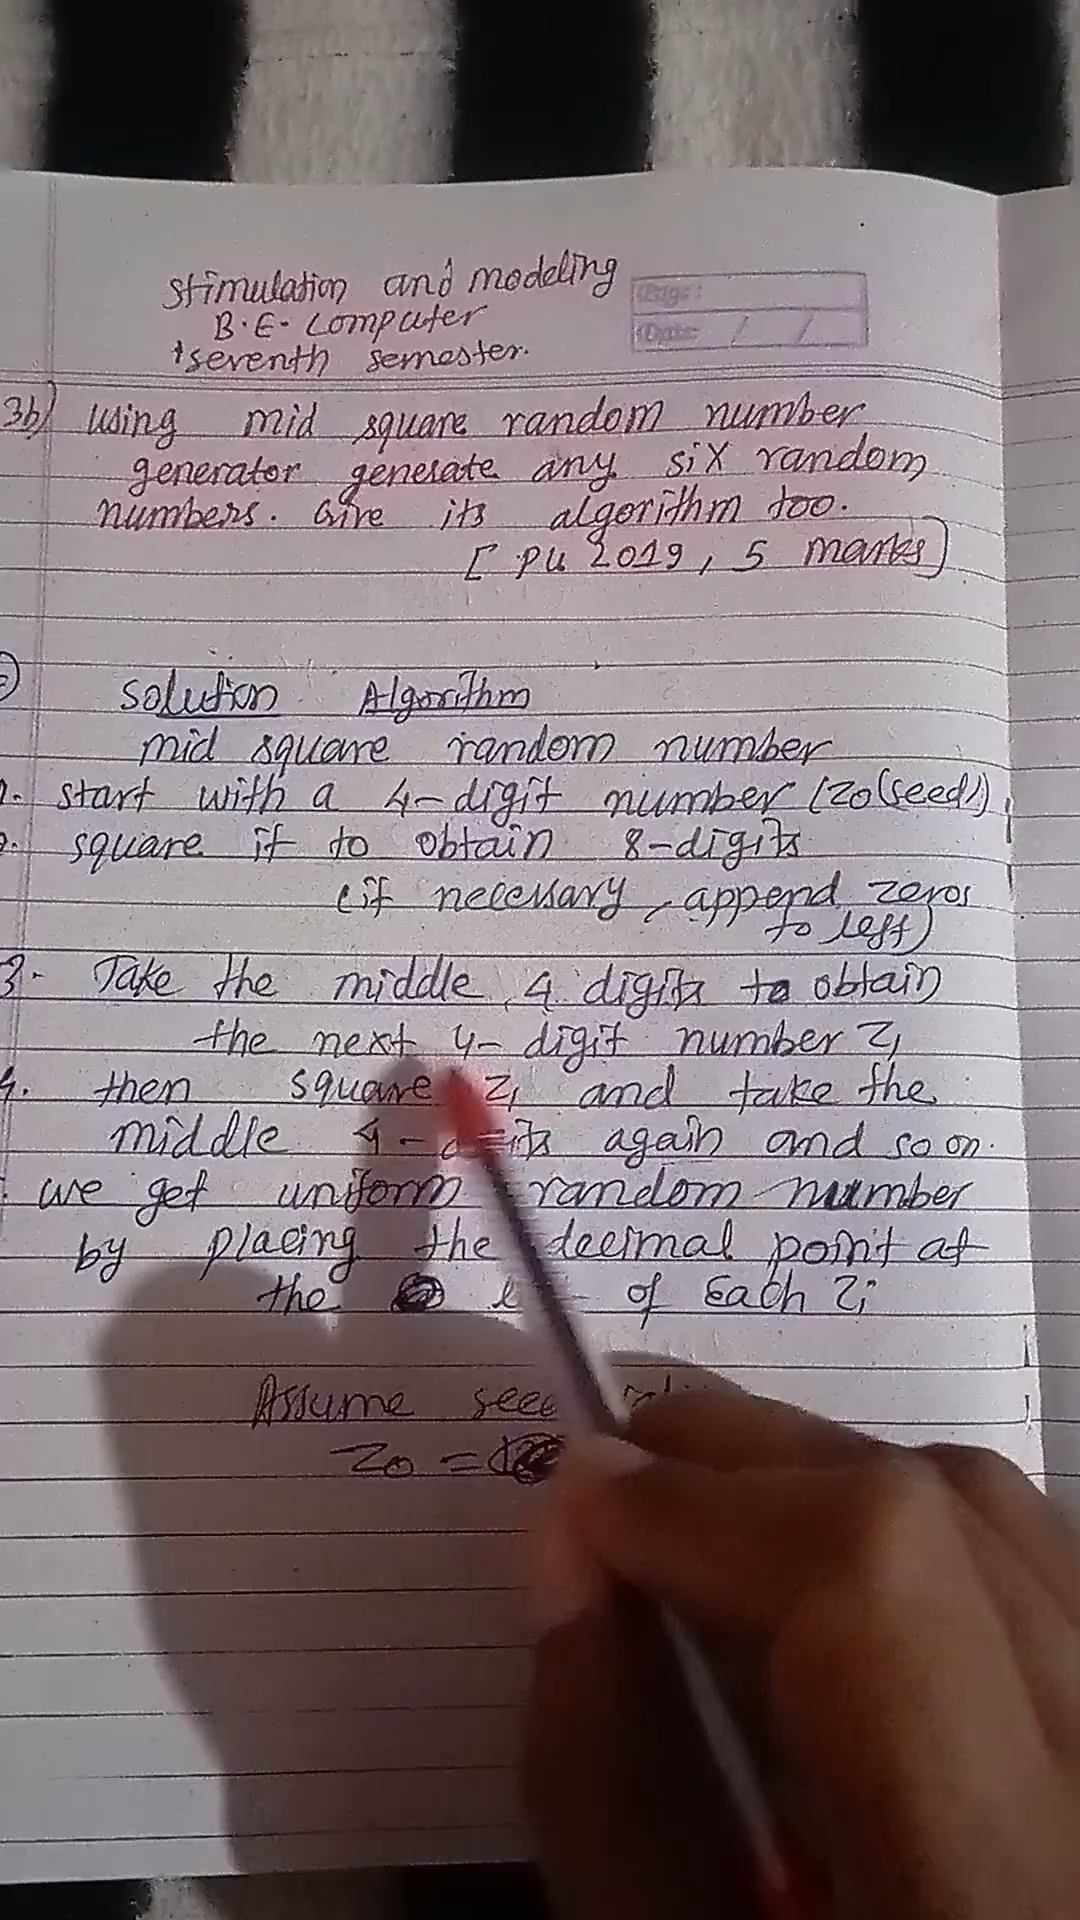 Stimulation and modeling
B.E. Computer
seventh semester.
Page:
Date: / /
3b) Using mid square random number
generator generate any six random
numbers. Give its algorithm too.
[PU 2019, 5 marks]
Solution Algorithm
mid square random number
start with a 4-digit number (Z0(seed))
square it to obtain 8-digits
(if necessary, append zeros
to left)
3. Take the middle 4 digits to obtain
the next 4-digit number Z1
4. then square Z1 and take the
middle 4- again and so on.
we get uniform random number
by placing the decimal point at
the of Each Zi
Assume
Z0 =